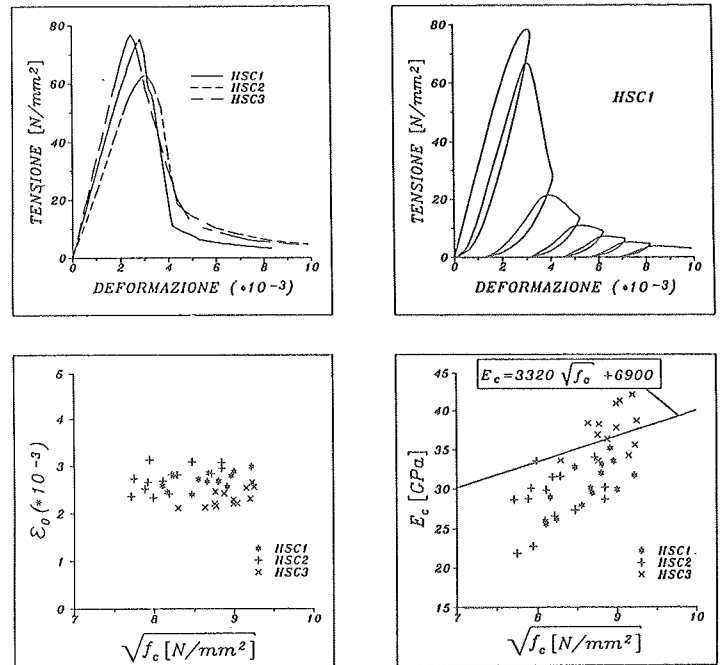 80
60
40
20
0
0 2 4 6 8 10
TENSIONE [N/mm²]
DEFORMAZIONE (*10⁻³)
HSC1
HSC2
HSC3
80
60
40
20
0
0 2 4 6 8 10
TENSIONE [N/mm²]
DEFORMAZIONE (*10⁻³)
HSC1
6
4
2
0
7 8 9 10
ε₀ (*10⁻³)
√f_c [N/mm²]
HSC1
HSC2
HSC3
E_c=3320 √f_c +6900
45
40
35
30
25
20
15
7 8 9 10
E_c [GPa]
√f_c [N/mm²]
HSC1
HSC2
HSC3